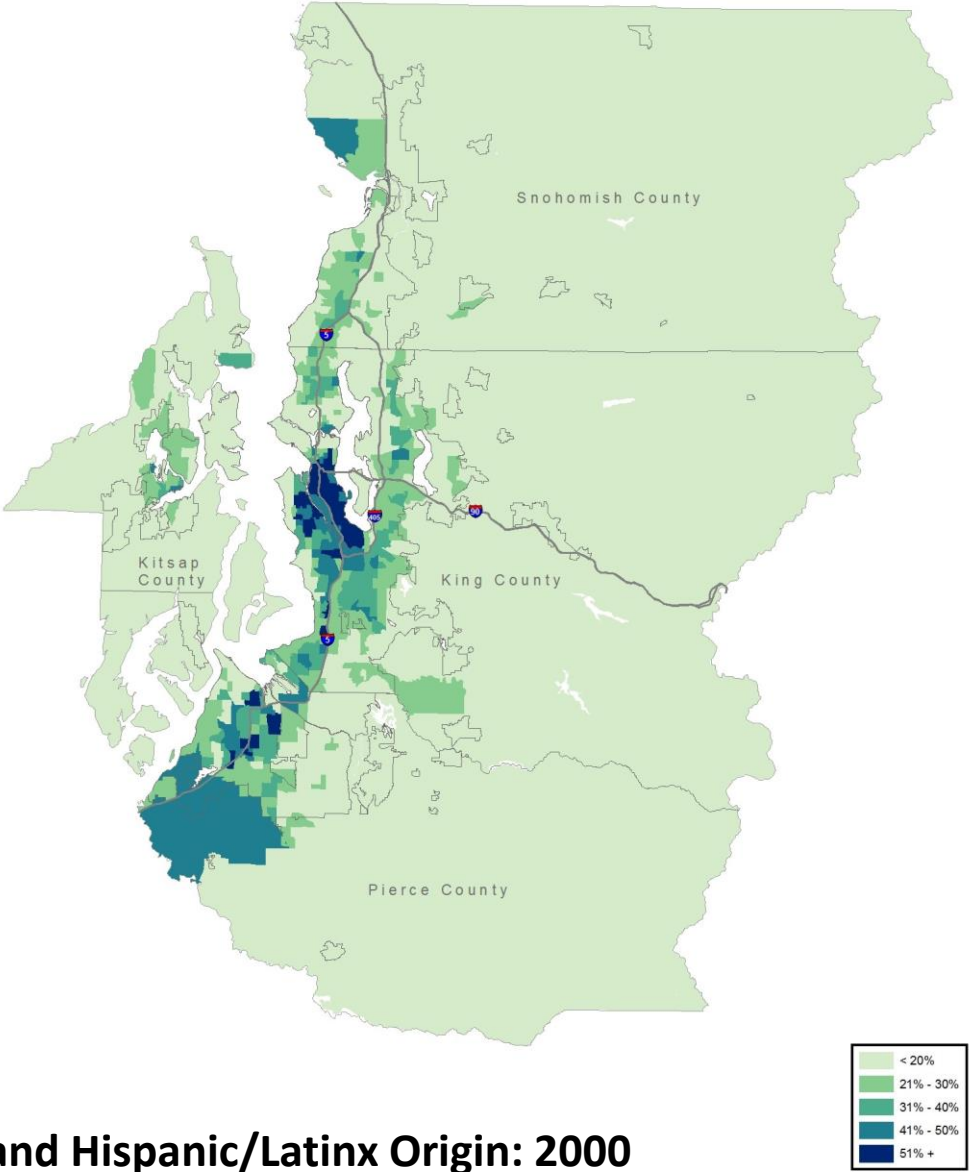 Snohomish County
5
405
90
Kitsap
County
King County
5
Pierce County
< 20%
21% - 30%
31% - 40%
41% - 50%
51% +
and Hispanic/Latinx Origin: 2000